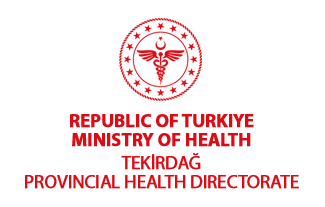 REPUBLIC OF TURKIYE
MINISTRY OF HEALTH
TEKİRDAĞ
PROVINCIAL HEALTH DIRECTORATE